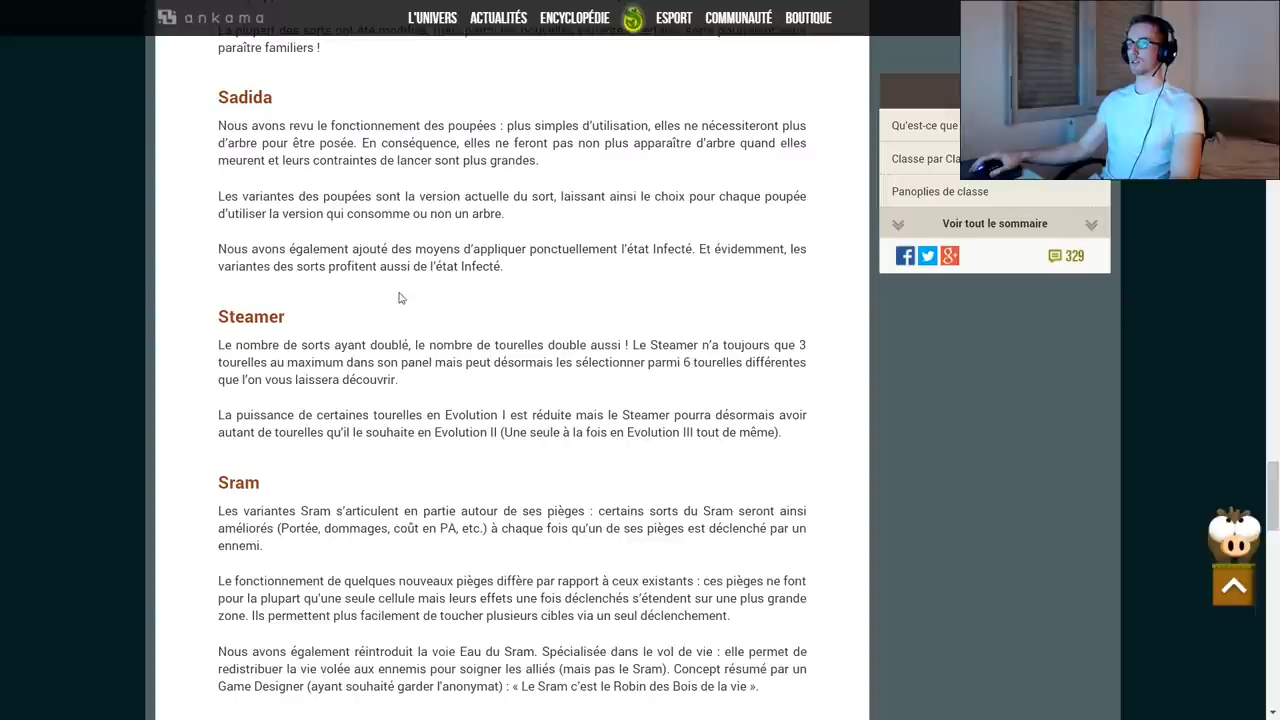 ankama
L'UNIVERS ACTUALITÉS ENCYCLOPÉDIE ESPORT COMMUNAUTÉ BOUTIQUE
paraître familiers !
Sadida
Nous avons revu le fonctionnement des poupées : plus simples d'utilisation, elles ne nécessiteront plus
d'arbre pour être posée. En conséquence, elles ne feront pas non plus apparaître d'arbre quand elles
meurent et leurs contraintes de lancer sont plus grandes.
Les variantes des poupées sont la version actuelle du sort, laissant ainsi le choix pour chaque poupée
d'utiliser la version qui consomme ou non un arbre.
Nous avons également ajouté des moyens d'appliquer ponctuellement l'état Infecté. Et évidemment, les
variantes des sorts profitent aussi de l'état Infecté.
Steamer
Le nombre de sorts ayant doublé, le nombre de tourelles double aussi ! Le Steamer n'a toujours que 3
tourelles au maximum dans son panel mais peut désormais les sélectionner parmi 6 tourelles différentes
que l'on vous laissera découvrir.
La puissance de certaines tourelles en Evolution I est réduite mais le Steamer pourra désormais avoir
autant de tourelles qu'il le souhaite en Evolution II (Une seule à la fois en Evolution III tout de même).
Sram
Les variantes Sram s'articulent en partie autour de ses pièges : certains sorts du Sram seront ainsi
améliorés (Portée, dommages, coût en PA, etc.) à chaque fois qu'un de ses pièges est déclenché par un
ennemi.
Le fonctionnement de quelques nouveaux pièges diffère par rapport à ceux existants : ces pièges ne font
pour la plupart qu'une seule cellule mais leurs effets une fois déclenchés s'étendent sur une plus grande
zone. Ils permettent plus facilement de toucher plusieurs cibles via un seul déclenchement.
Nous avons également réintroduit la voie Eau du Sram. Spécialisée dans le vol de vie : elle permet de
redistribuer la vie volée aux ennemis pour soigner les alliés (mais pas le Sram). Concept résumé par un
Game Designer (ayant souhaité garder l'anonymat) : « Le Sram c'est le Robin des Bois de la vie ».
Qu'est-ce que
Classe par Cla
Panoplies de classe
Voir tout le sommaire
329